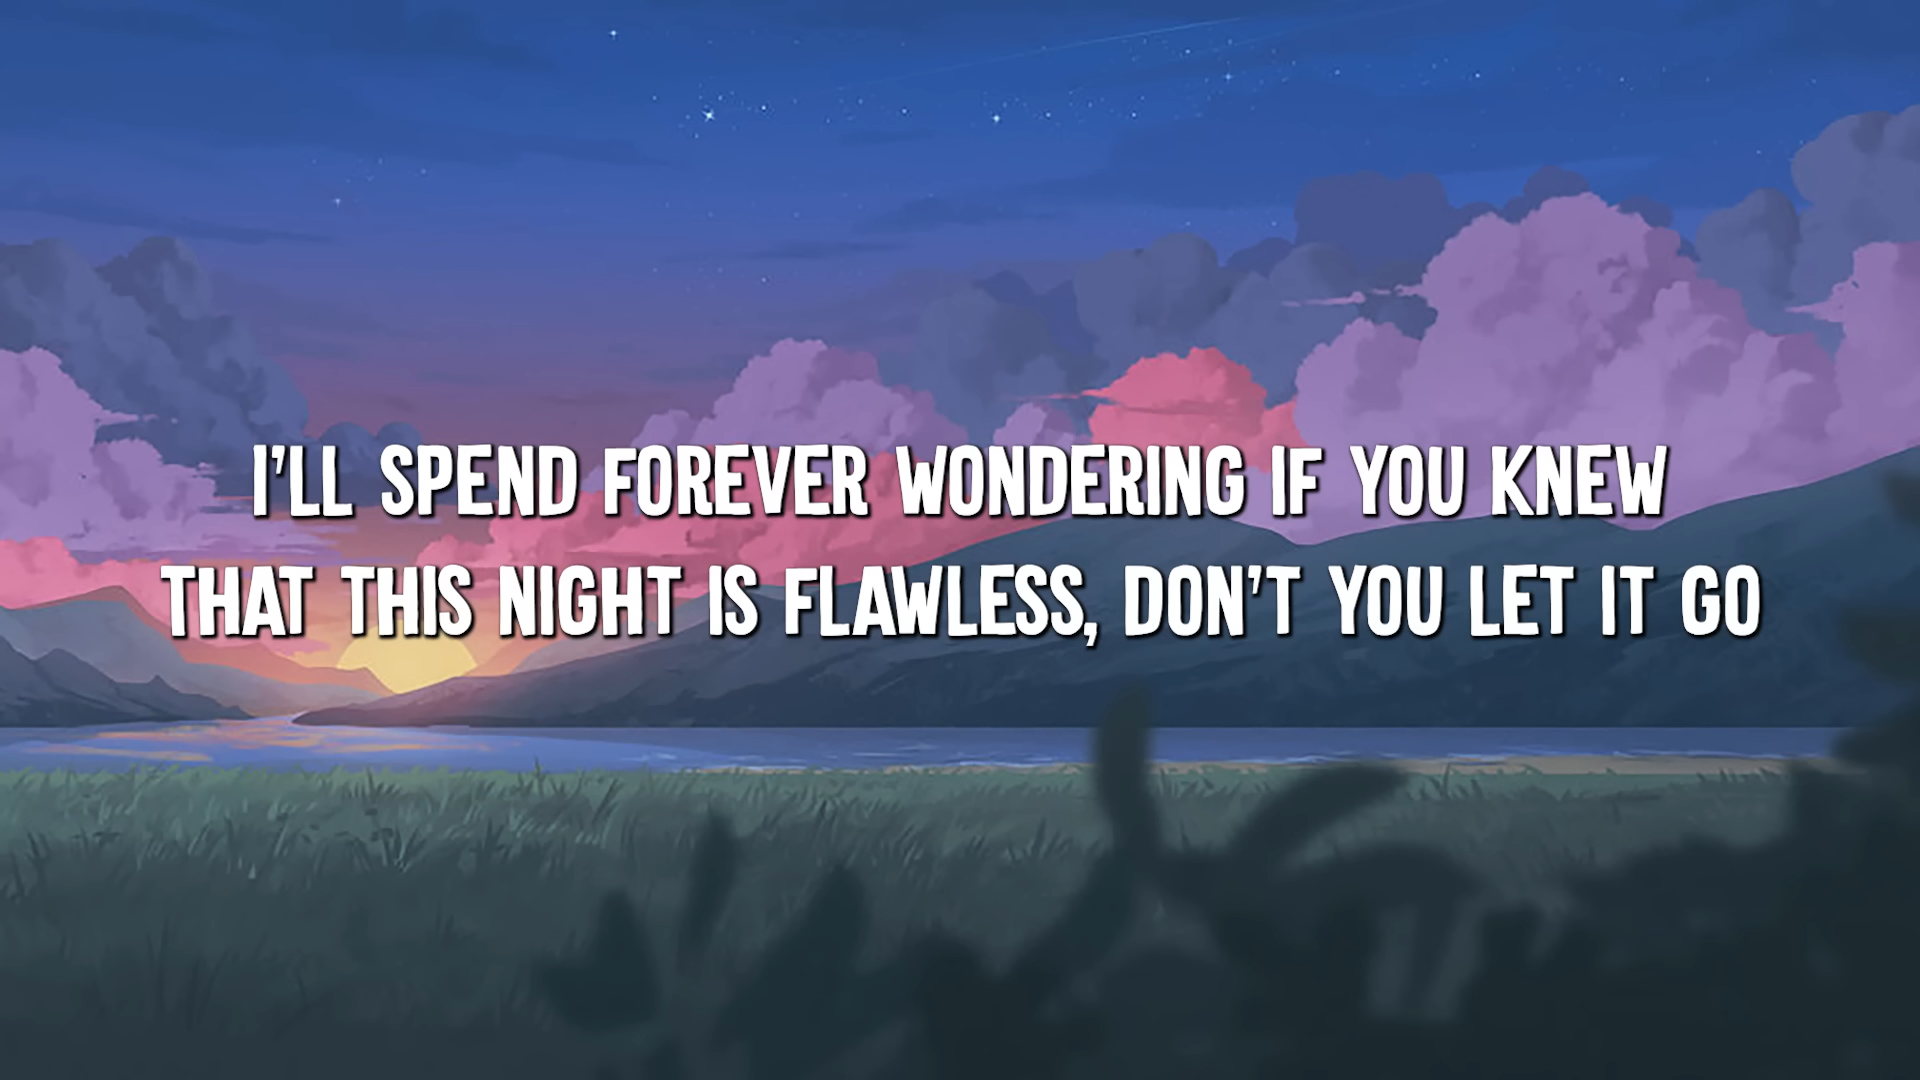 I'LL SPEND FOREVER WONDERING IF YOU KNEW
THAT THIS NIGHT IS FLAWLESS, DON'T YOU LET IT GO